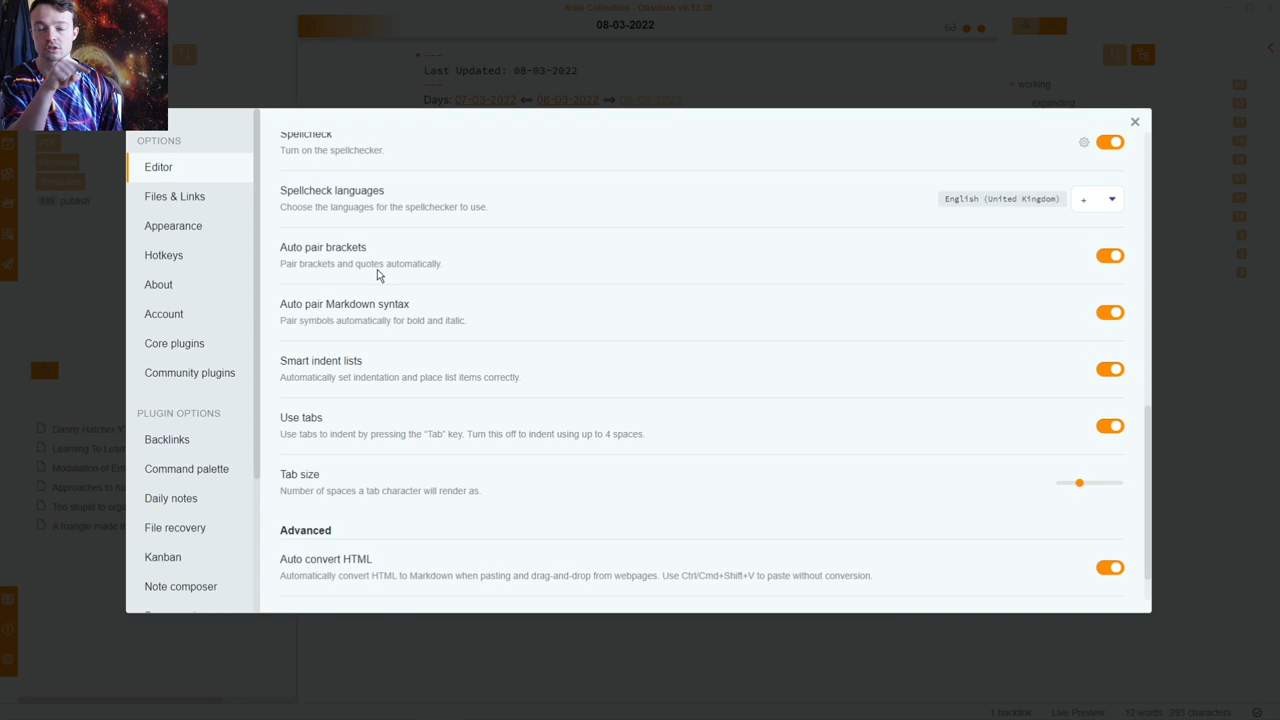 Note Collection - Obsidian v0.13.30
08-03-2022
---
Last Updated: 08-03-2022
---
Days: 07-03-2022 <== 08-03-2022 ==> 09-03-2022
working
expanding
publish
OPTIONS
Editor
Files & Links
Appearance
Hotkeys
About
Account
Core plugins
Community plugins
PLUGIN OPTIONS
Backlinks
Command palette
Daily notes
File recovery
Kanban
Note composer
Spellcheck
Turn on the spellchecker.
Spellcheck languages
Choose the languages for the spellchecker to use.
English (United Kingdom)
+
Auto pair brackets
Pair brackets and quotes automatically.
Auto pair Markdown syntax
Pair symbols automatically for bold and italic.
Smart indent lists
Automatically set indentation and place list items correctly.
Use tabs
Use tabs to indent by pressing the "Tab" key. Turn this off to indent using up to 4 spaces.
Tab size
Number of spaces a tab character will render as.
Advanced
Auto convert HTML
Automatically convert HTML to Markdown when pasting and drag-and-drop from webpages. Use Ctrl/Cmd+Shift+V to paste without conversion.
Danny Hatcher
Learning To Lear
Modulation of Em
Approaches to
Too stupid to
A triangle made
1 backlink
Live Preview
12 words
293 characters